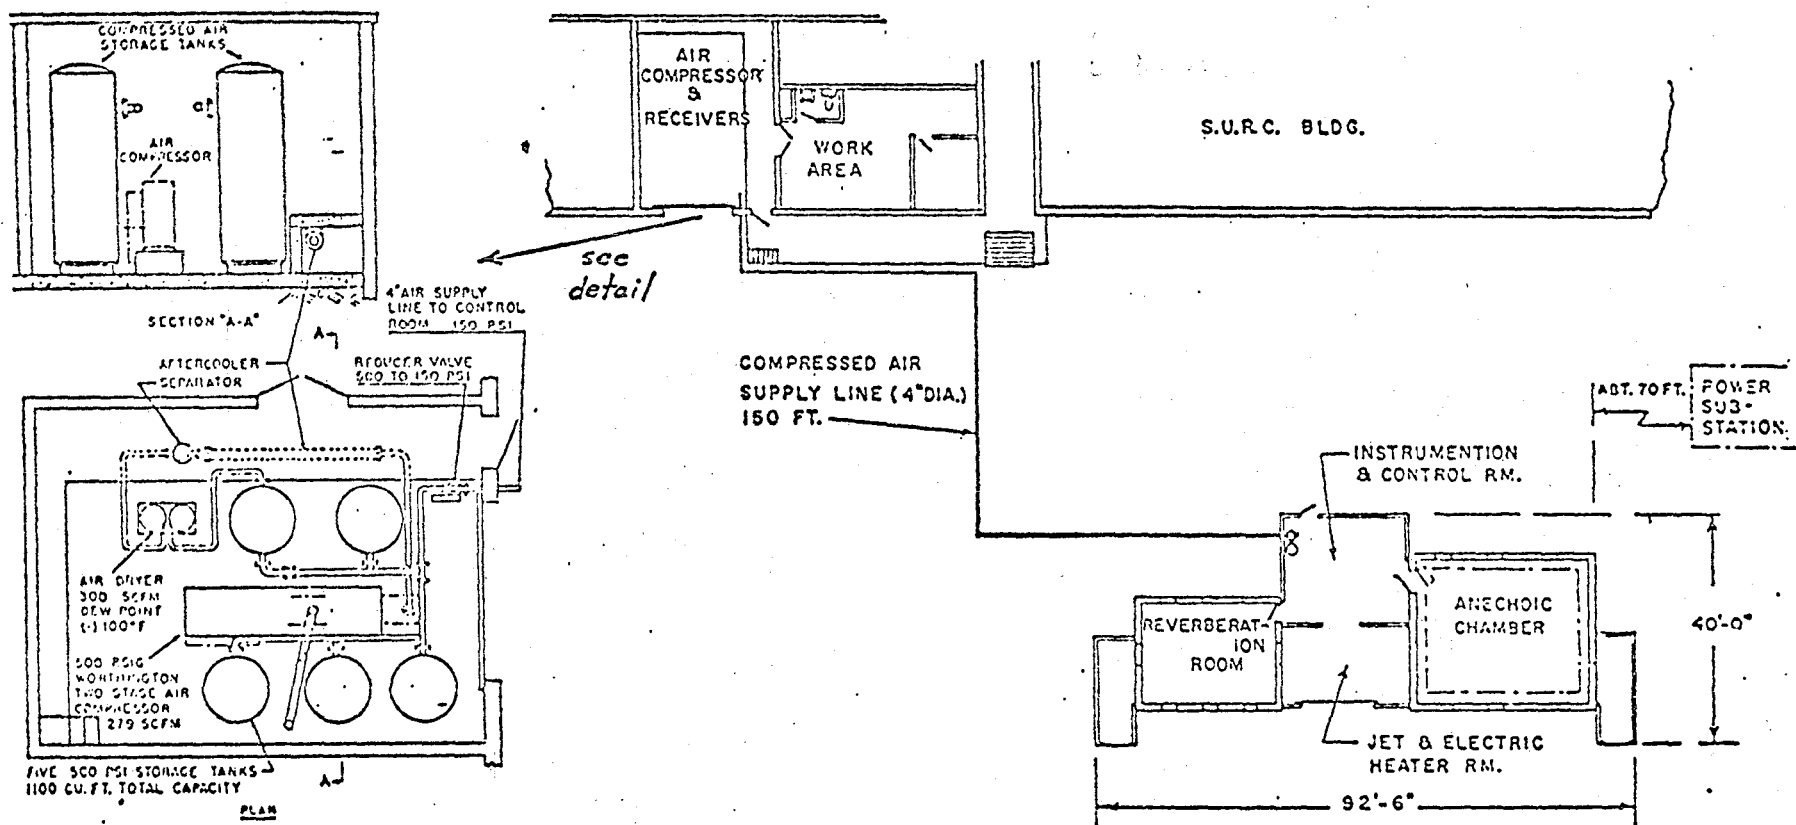 COMPRESSED AIR
STORAGE TANKS
AIR
COMPRESSOR
SECTION "A-A"
4" AIR SUPPLY
LINE TO CONTROL
ROOM 150 PSI
A
AFTERCOOLER
SEPARATOR
REDUCER VALVE
500 TO 150 PSI
AIR DRYER
300 SCFM
DEW POINT
(-) 100°F
500 PSIG
WORTHINGTON
TWO STAGE AIR
COMPRESSOR
279 SCFM
FIVE 500 PSI STORAGE TANKS
1100 CU. FT. TOTAL CAPACITY
A
PLAN
AIR
COMPRESSOR
&
RECEIVERS
WORK
AREA
S.U.R.C. BLDG.
see
detail
COMPRESSED AIR
SUPPLY LINE (4" DIA.)
150 FT.
ABT. 70 FT.
POWER
SUB-
STATION
INSTRUMENTION
& CONTROL RM.
REVERBERAT-
ION
ROOM
ANECHOIC
CHAMBER
40'-0"
JET & ELECTRIC
HEATER RM.
92'-6"